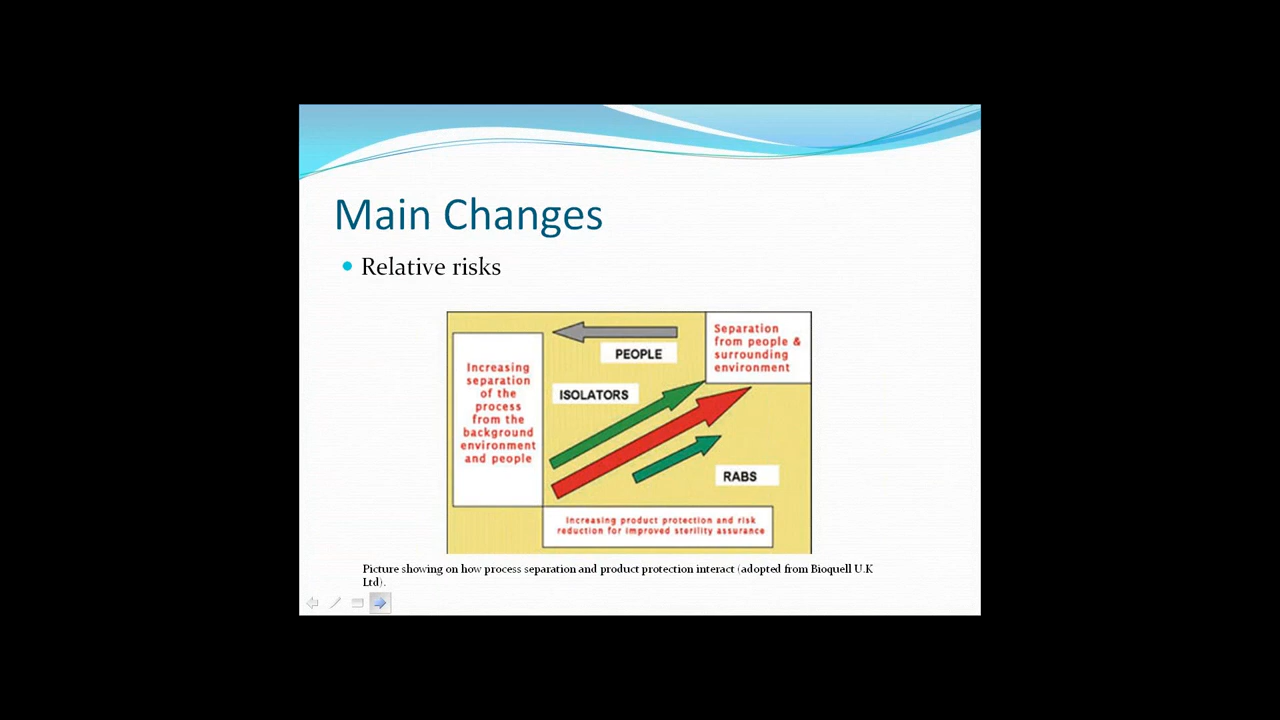 Main Changes
Relative risks
PEOPLE
Separation
from people &
surrounding
environment
Increasing
separation
of the
process
from the
background
environment
and people
ISOLATORS
RABS
Increasing product protection and risk
reduction for improved sterility assurance
Picture showing on how process separation and product protection interact (adopted from Bioquell U.K
Ltd).